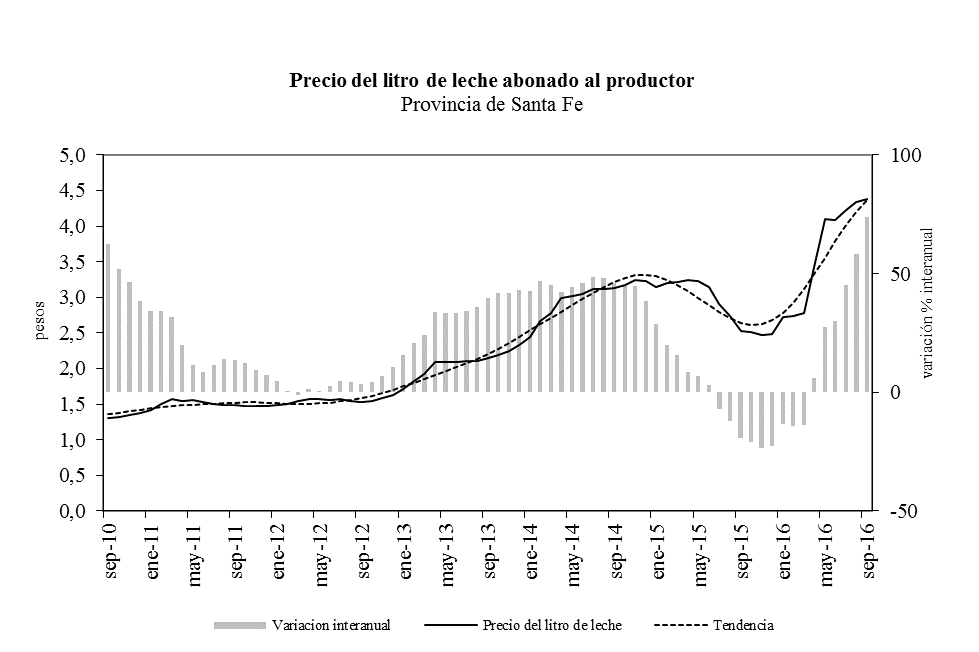 Precio del litro de leche abonado al productor
Provincia de Santa Fe
5,0
4,5
4,0
3,5
3,0
2,5
2,0
1,5
1,0
0,5
0,0
pesos
100
50
0
-50
variación % interanual
sep-10
ene-11
may-11
sep-11
ene-12
may-12
sep-12
ene-13
may-13
sep-13
ene-14
may-14
sep-14
ene-15
may-15
sep-15
ene-16
may-16
sep-16
Variacion interanual
Precio del litro de leche
Tendencia